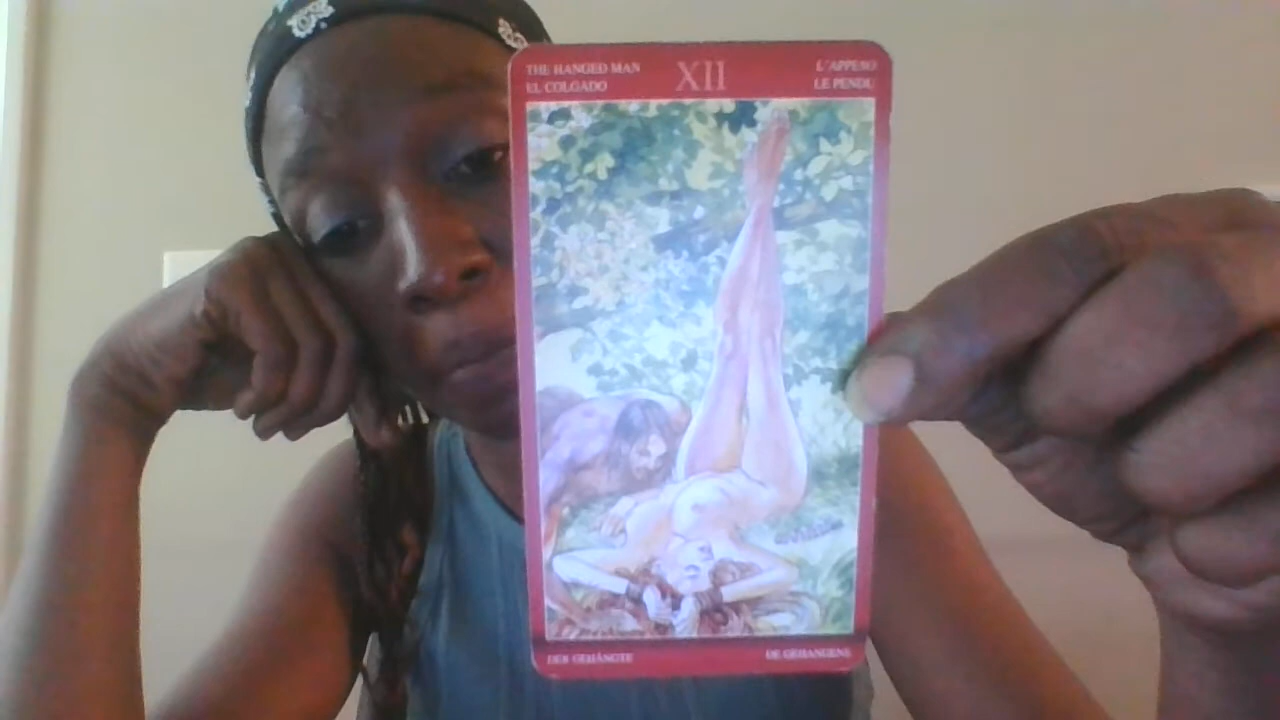 THE HANGED MAN
EL COLGADO
XII
L'APPESO
LE PENDU
DER GEHÄNGTE
DE GEHANGENE